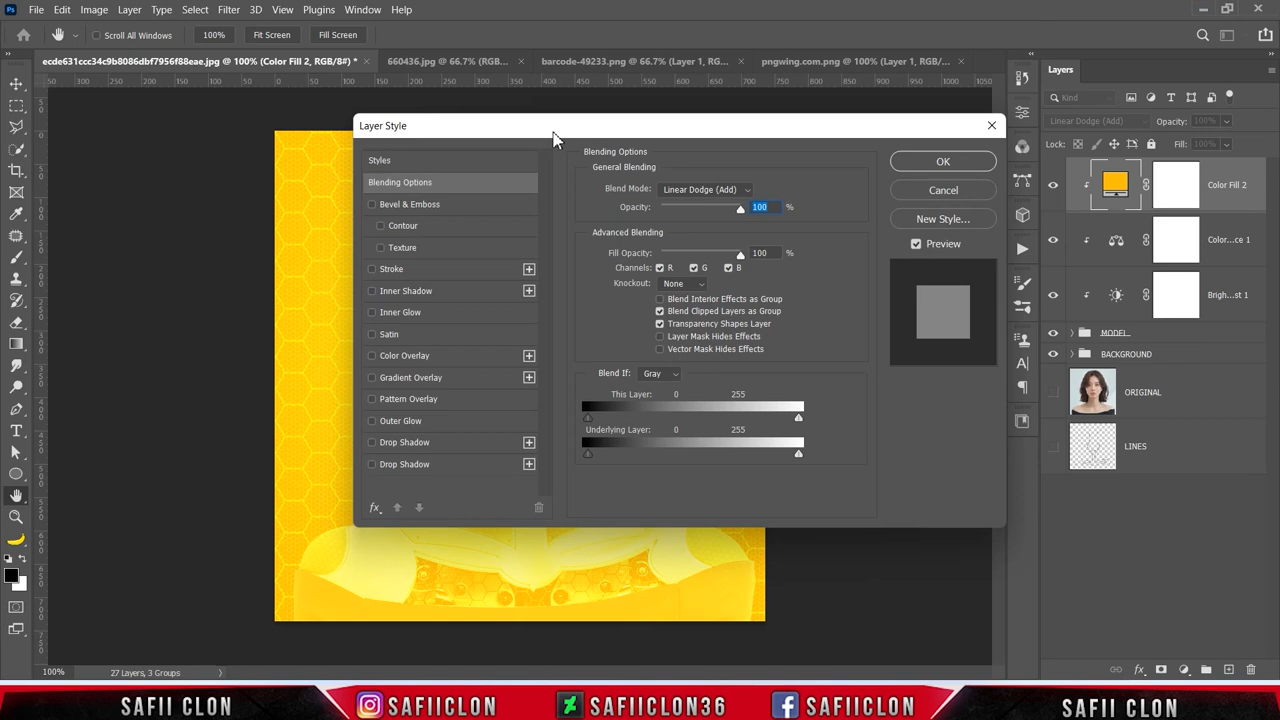 Ps File Edit Image Layer Type Select Filter 3D View Plugins Window Help
Scroll All Windows 100% Fit Screen Fill Screen
ecde631ccc34c9b8086dbf7956f88eae.jpg @ 100% (Color Fill 2, RGB/8#) * 660436.jpg @ 66.7% (RGB... barcode-49233.png @ 66.7% (Layer 1, RG... pngwing.com.png @ 100% (Layer 1, RGB/...
Layers
Kind
Linear Dodge (Add) Opacity: 100%
Lock: Fill: 100%
Color Fill 2
Color...ce 1
Brigh...st 1
MODEL
BACKGROUND
ORIGINAL
LINES
Layer Style
Styles
Blending Options
Bevel & Emboss
Contour
Texture
Stroke
Inner Shadow
Inner Glow
Satin
Color Overlay
Gradient Overlay
Pattern Overlay
Outer Glow
Drop Shadow
Drop Shadow
fx
Blending Options
General Blending
Blend Mode: Linear Dodge (Add)
Opacity: 100 %
Advanced Blending
Fill Opacity: 100 %
Channels: R G B
Knockout: None
Blend Interior Effects as Group
Blend Clipped Layers as Group
Transparency Shapes Layer
Layer Mask Hides Effects
Vector Mask Hides Effects
Blend If: Gray
This Layer: 0 255
Underlying Layer: 0 255
OK
Cancel
New Style...
Preview
100% 27 Layers, 3 Groups
SAFII CLON SAFIICLON SAFIICLON36 SAFIICLON SAFII CLON